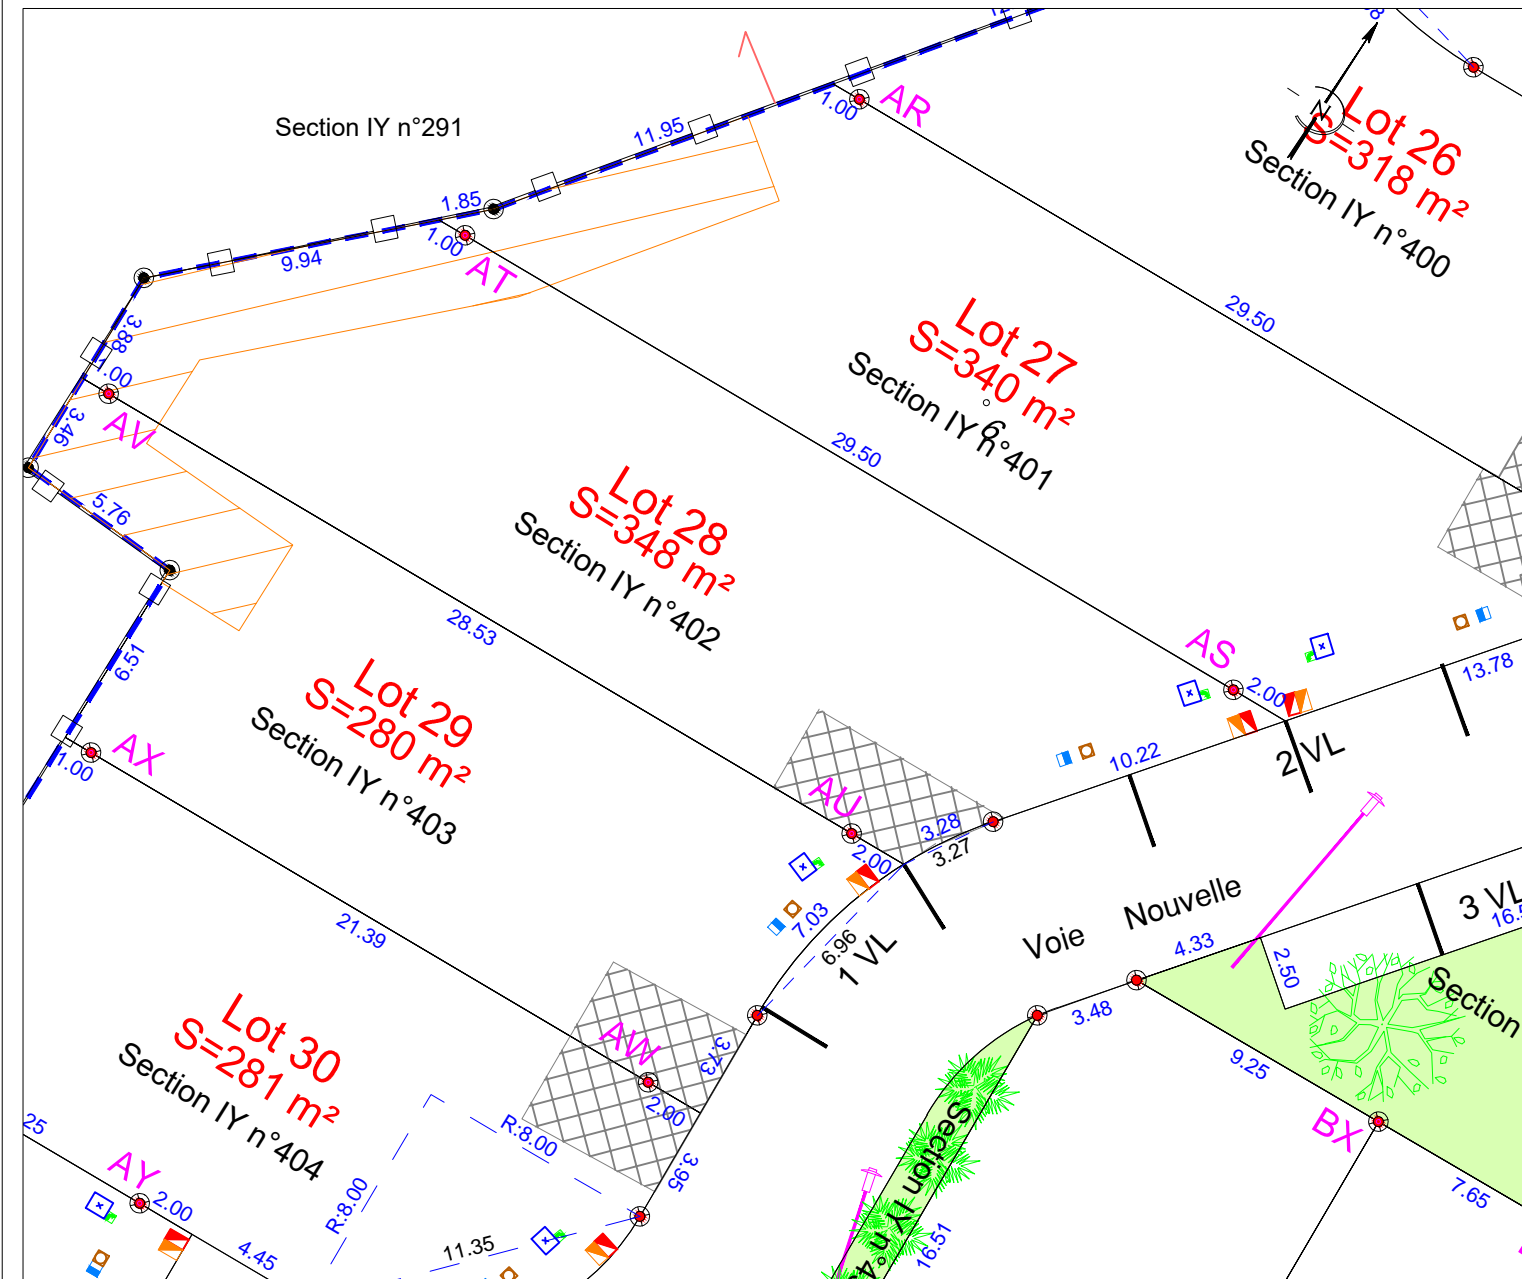 Section IY n°291
11.95
1.00
AR
1.85
1.00
AT
9.94
3.88
1.00
AV
3.46
5.76
6.51
AX
1.00
N
Lot 26
S=318 m²
Section IY n°400
29.50
Lot 27
S=340 m²
Section IY n°401
6
29.50
Lot 28
S=348 m²
Section IY n°402
28.53
Lot 29
S=280 m²
Section IY n°403
21.39
Lot 30
S=281 m²
Section IY n°404
25
AY
2.00
4.45
R:8.00
R:8.00
11.35
AW
2.00
3.73
3.95
AU
2.00
3.28
3.27
7.03
6.96
1 VL
AS
2.00
10.22
2 VL
13.78
Voie Nouvelle
3 VL
4.33
2.50
3.48
9.25
BX
7.65
Section
Section IY n°4
16.51